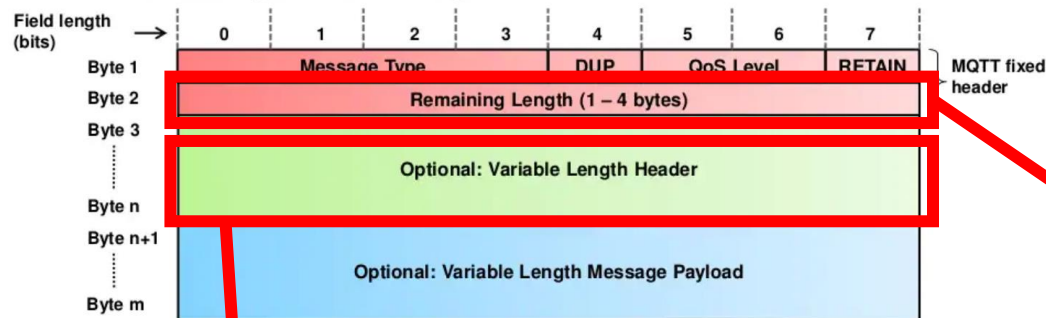 Field length
(bits)
0 1 2 3 4 5 6 7
Byte 1 Message Type DUP QoS Level RETAIN MQTT fixed
header
Byte 2 Remaining Length (1 – 4 bytes)
Byte 3
Optional: Variable Length Header
Byte n
Byte n+1
Optional: Variable Length Message Payload
Byte m